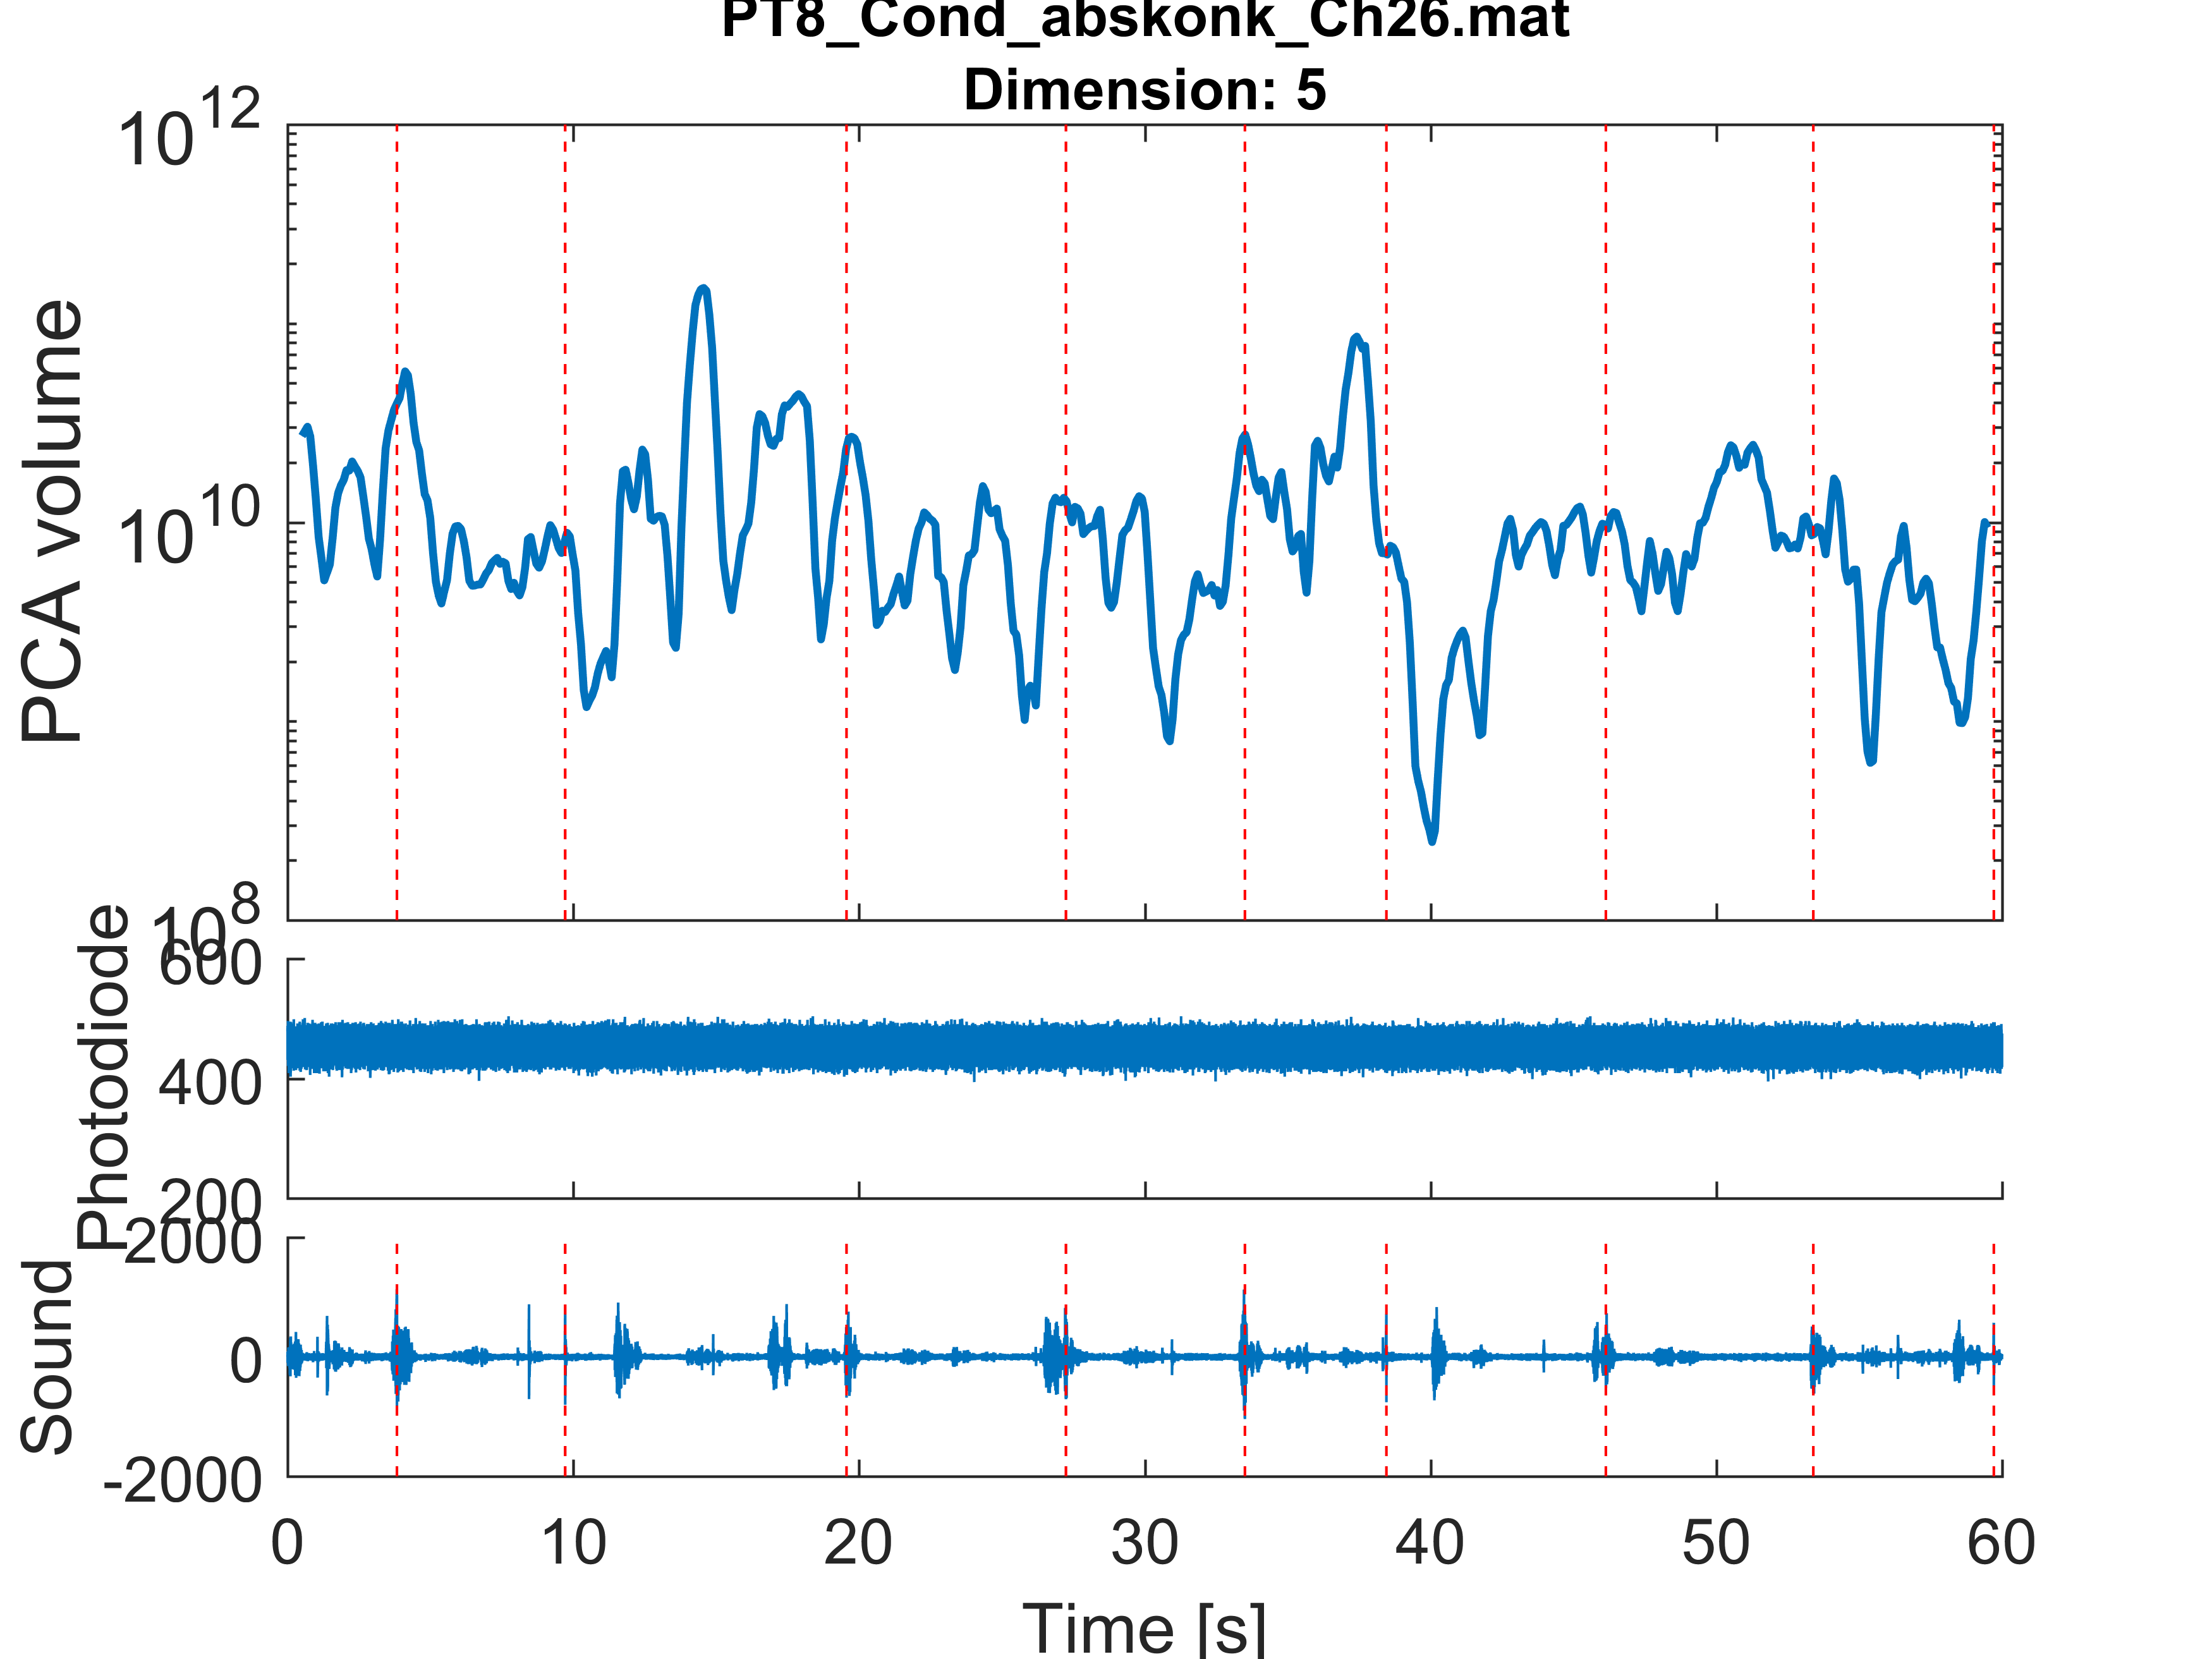 PT8_Cond_abskonk_Ch26.mat
Dimension: 5
10^12
10^10
10^8
PCA volume
600
400
200
Photodiode
2000
0
-2000
Sound
0 10 20 30 40 50 60
Time [s]